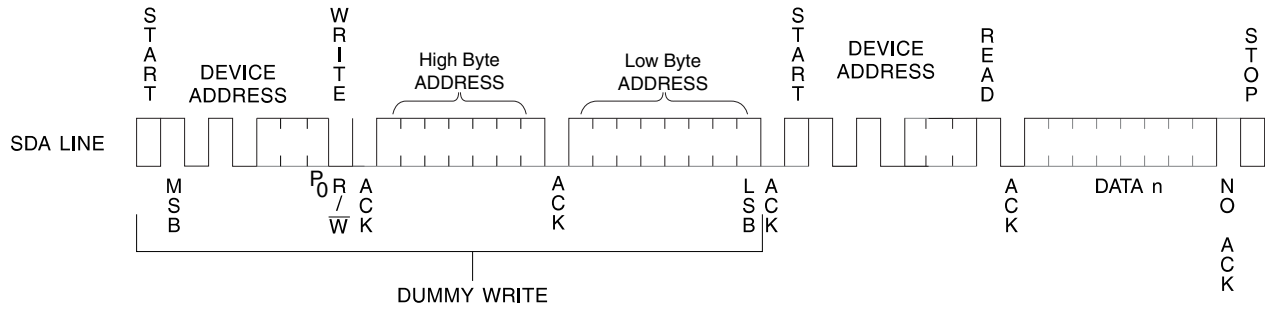 START
DEVICE
ADDRESS
WRITE
High Byte
ADDRESS
Low Byte
ADDRESS
START
DEVICE
ADDRESS
READ
STOP
SDA LINE
MSB
P0
R/W
ACK
ACK
LSB
ACK
ACK
DATA n
NO ACK
DUMMY WRITE